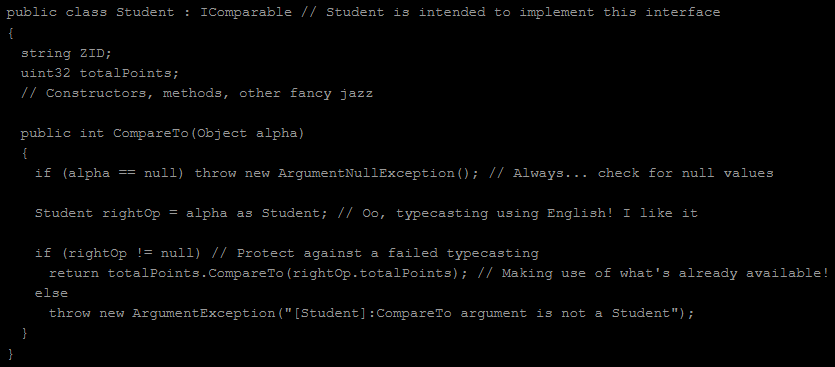 public class Student : IComparable // Student is intended to implement this interface
{
  string ZID;
  uint32 totalPoints;
  // Constructors, methods, other fancy jazz

  public int CompareTo(Object alpha)
  {
    if (alpha == null) throw new ArgumentNullException(); // Always... check for null values

    Student rightOp = alpha as Student; // Oo, typecasting using English! I like it

    if (rightOp != null) // Protect against a failed typecasting
      return totalPoints.CompareTo(rightOp.totalPoints); // Making use of what's already available!
    else
      throw new ArgumentException("[Student]:CompareTo argument is not a Student");
  }
}